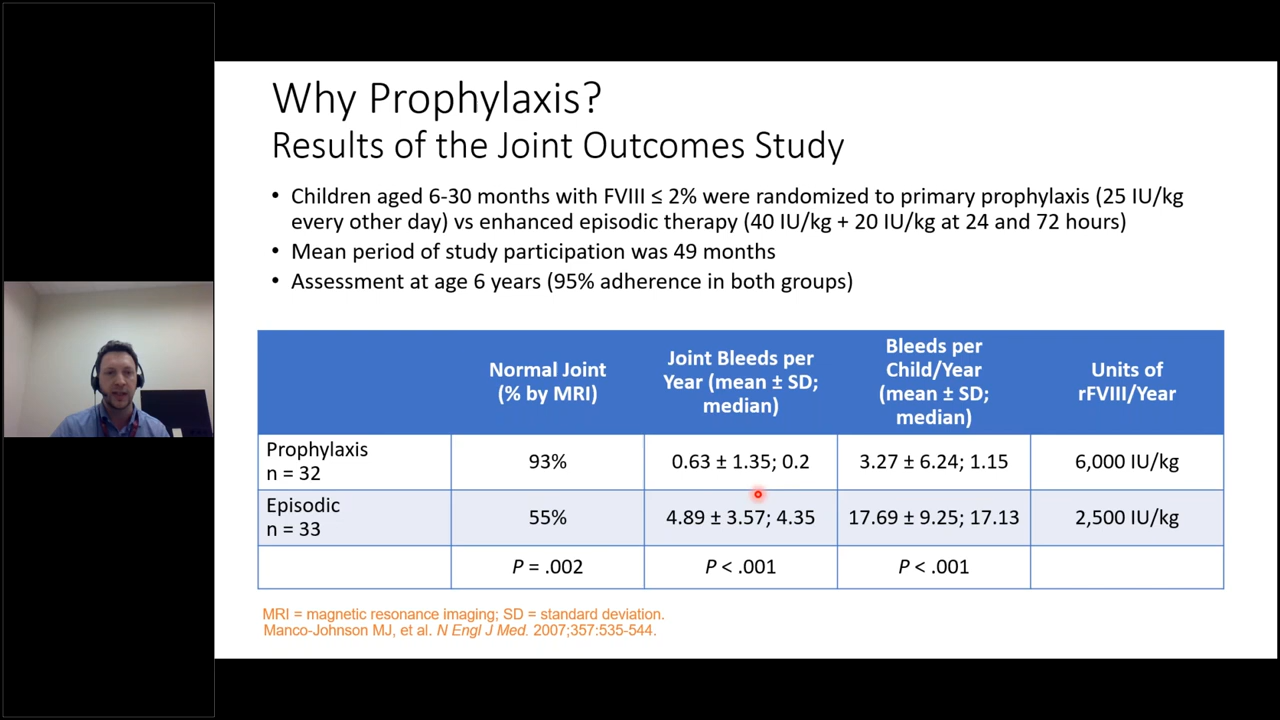 Why Prophylaxis?
Results of the Joint Outcomes Study
• Children aged 6-30 months with FVIII ≤ 2% were randomized to primary prophylaxis (25 IU/kg
every other day) vs enhanced episodic therapy (40 IU/kg + 20 IU/kg at 24 and 72 hours)
• Mean period of study participation was 49 months
• Assessment at age 6 years (95% adherence in both groups)
Normal Joint
(% by MRI)
Joint Bleeds per
Year (mean ± SD;
median)
Bleeds per
Child/Year
(mean ± SD;
median)
Units of
rFVIII/Year
Prophylaxis
n = 32
93%
0.63 ± 1.35; 0.2
3.27 ± 6.24; 1.15
6,000 IU/kg
Episodic
n = 33
55%
4.89 ± 3.57; 4.35
17.69 ± 9.25; 17.13
2,500 IU/kg
P = .002
P < .001
P < .001
MRI = magnetic resonance imaging; SD = standard deviation.
Manco-Johnson MJ, et al. N Engl J Med. 2007;357:535-544.